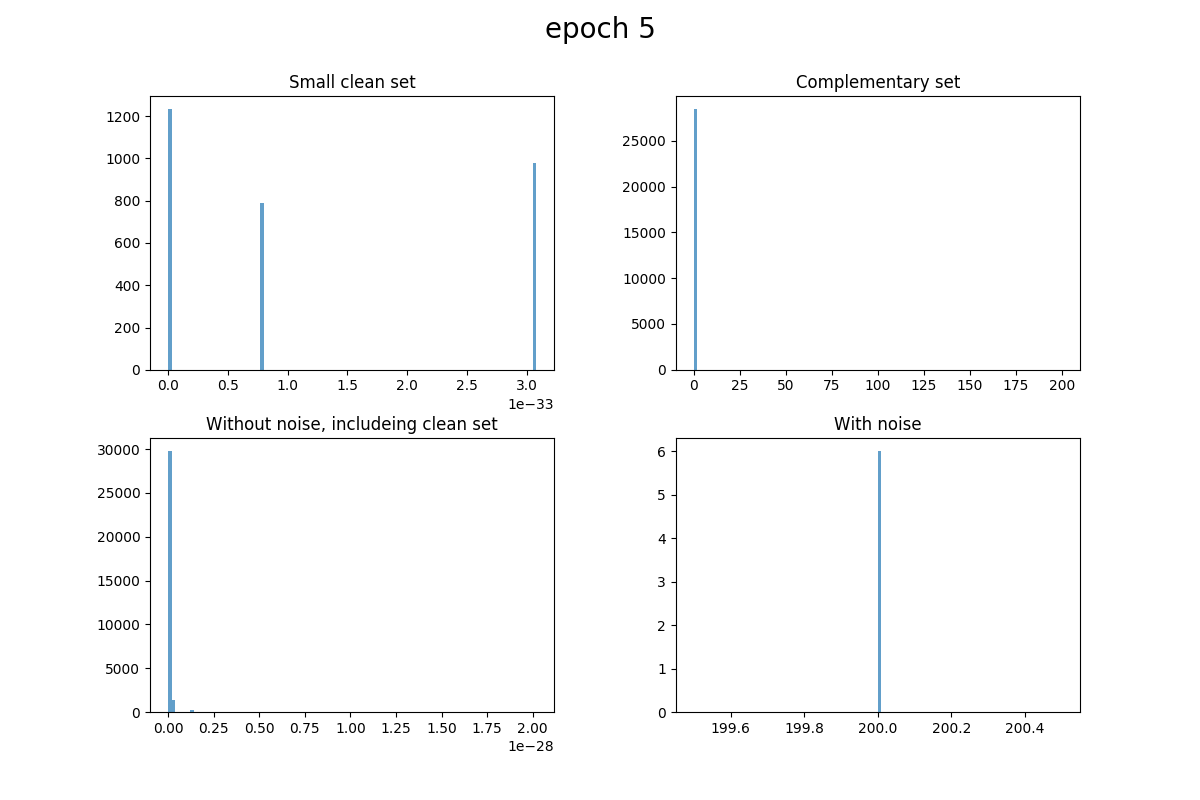 epoch 5
Small clean set
1200
1000
800
600
400
200
0
0.0 0.5 1.0 1.5 2.0 2.5 3.0
1e−33
Complementary set
25000
20000
15000
10000
5000
0
0 25 50 75 100 125 150 175 200
Without noise, includeing clean set
30000
25000
20000
15000
10000
5000
0
0.00 0.25 0.50 0.75 1.00 1.25 1.50 1.75 2.00
1e−28
With noise
6
5
4
3
2
1
0
199.6 199.8 200.0 200.2 200.4